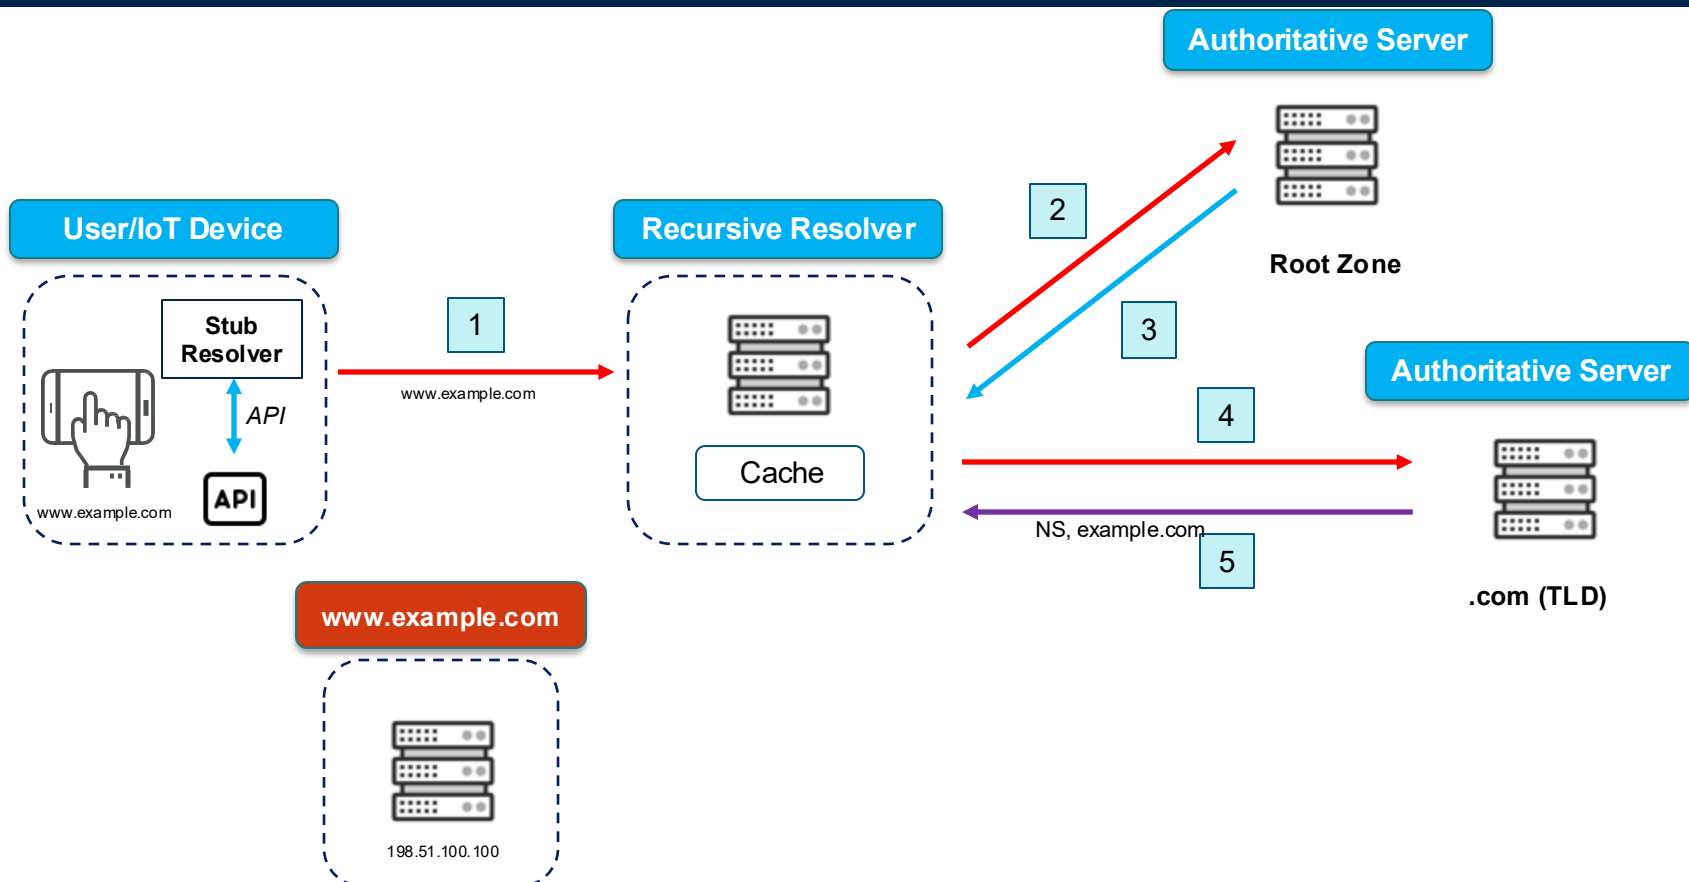 Authoritative Server
Root Zone
User/IoT Device
Stub
Resolver
API
API
www.example.com
1
www.example.com
Recursive Resolver
Cache
2
3
Authoritative Server
4
NS, example.com
5
.com (TLD)
www.example.com
198.51.100.100